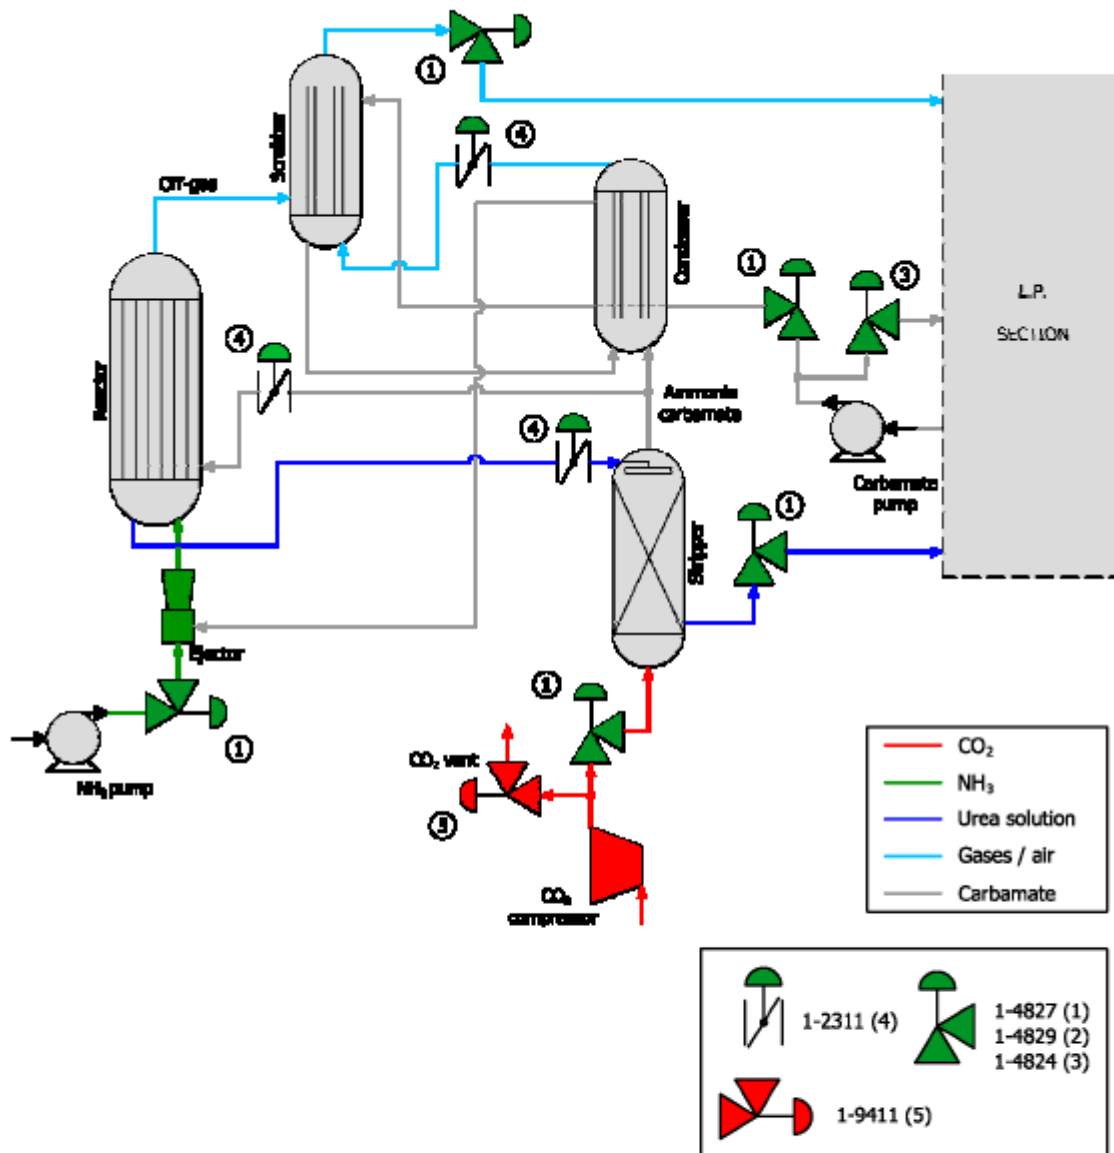 ①
Scrubber
④
Off-gas
Condenser
①
③
L.P.
SECTION
④
Reactor
Ammonia
carbamate
④
Carbamate
pump
①
Stripper
Ejector
①
①
NH₃ pump
CO₂ vent
CO₂
compressor
CO₂
NH₃
Urea solution
Gases / air
Carbamate
1-2311 (4)
1-4827 (1)
1-4829 (2)
1-4824 (3)
1-9411 (5)